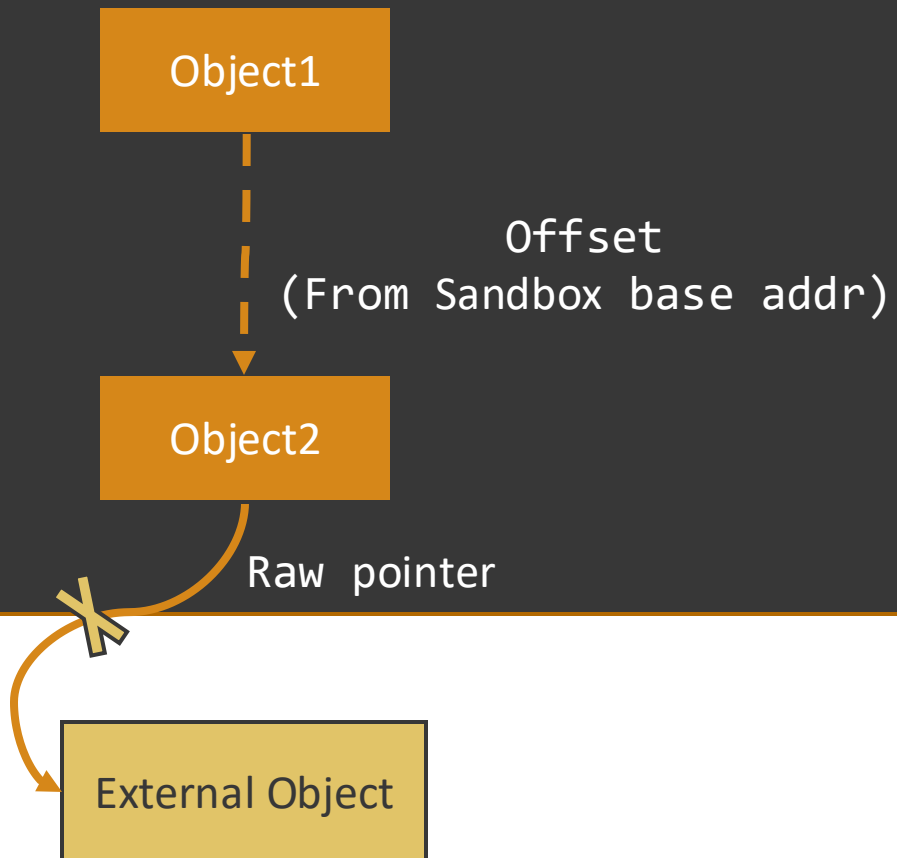 Object1
Offset
(From Sandbox base addr)
Object2
Raw pointer
External Object